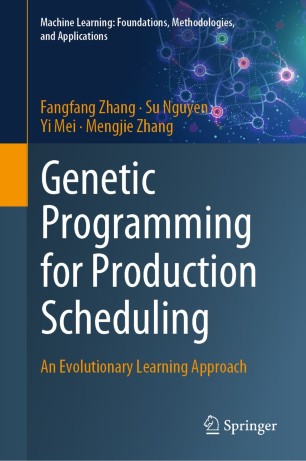 Machine Learning: Foundations, Methodologies,
and Applications
Fangfang Zhang · Su Nguyen
Yi Mei · Mengjie Zhang
Genetic
Programming
for Production
Scheduling
An Evolutionary Learning Approach
Springer